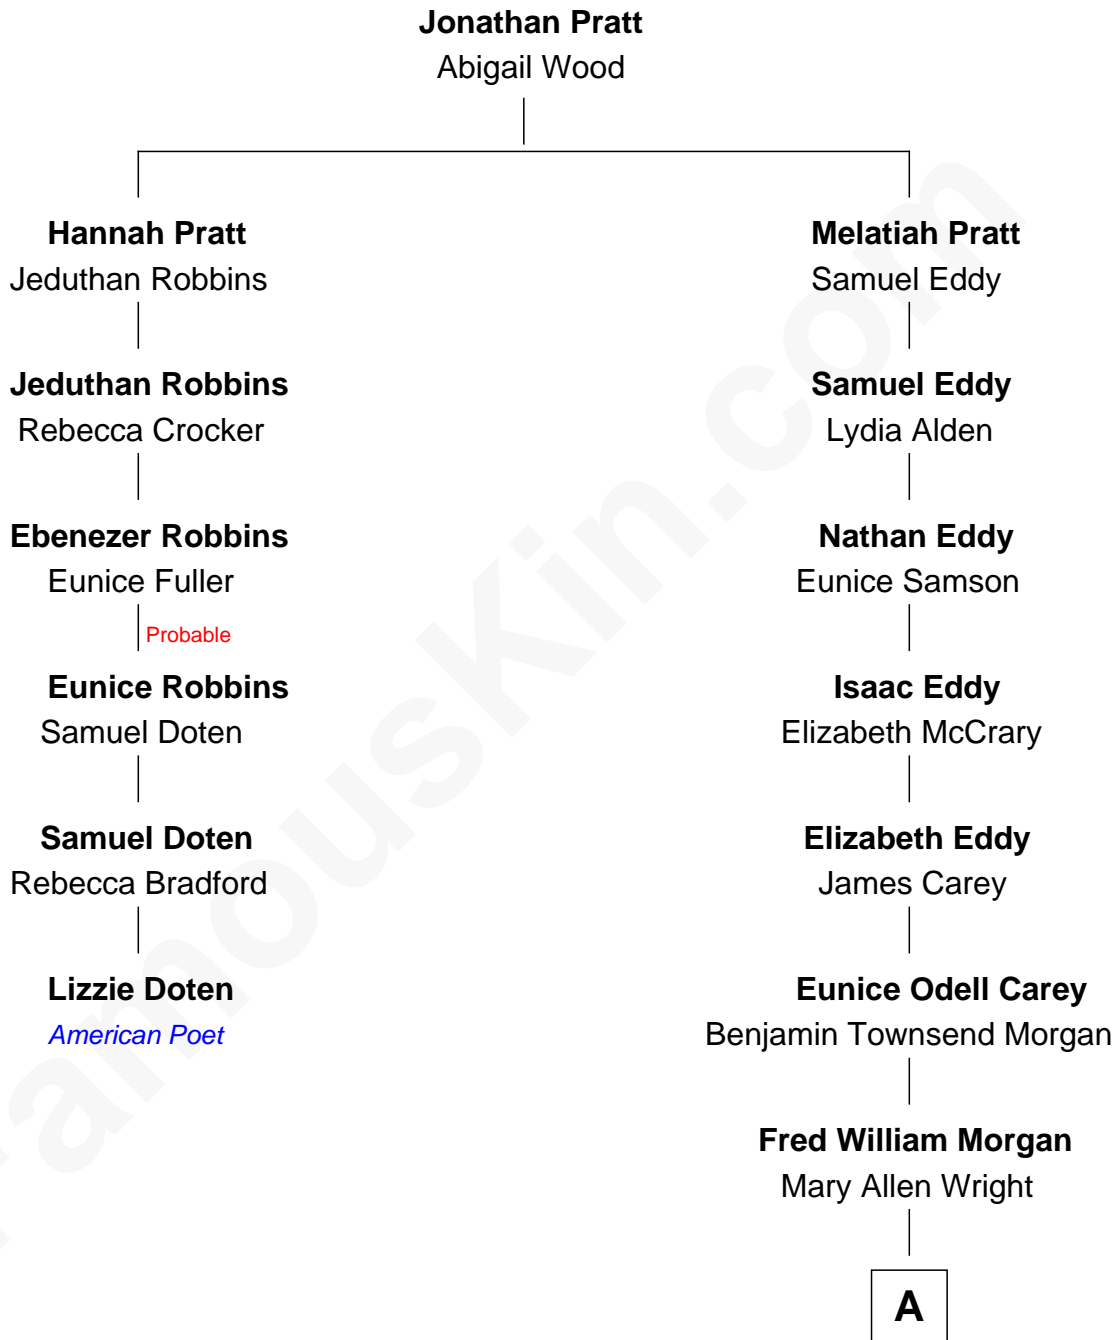 Jonathan Pratt
Abigail Wood
Hannah Pratt
Jeduthan Robbins
Jeduthan Robbins
Rebecca Crocker
Ebenezer Robbins
Eunice Fuller
Probable
Eunice Robbins
Samuel Doten
Samuel Doten
Rebecca Bradford
Lizzie Doten
American Poet
Melatiah Pratt
Samuel Eddy
Samuel Eddy
Lydia Alden
Nathan Eddy
Eunice Samson
Isaac Eddy
Elizabeth McCrary
Elizabeth Eddy
James Carey
Eunice Odell Carey
Benjamin Townsend Morgan
Fred William Morgan
Mary Allen Wright
A
FamousKin.com